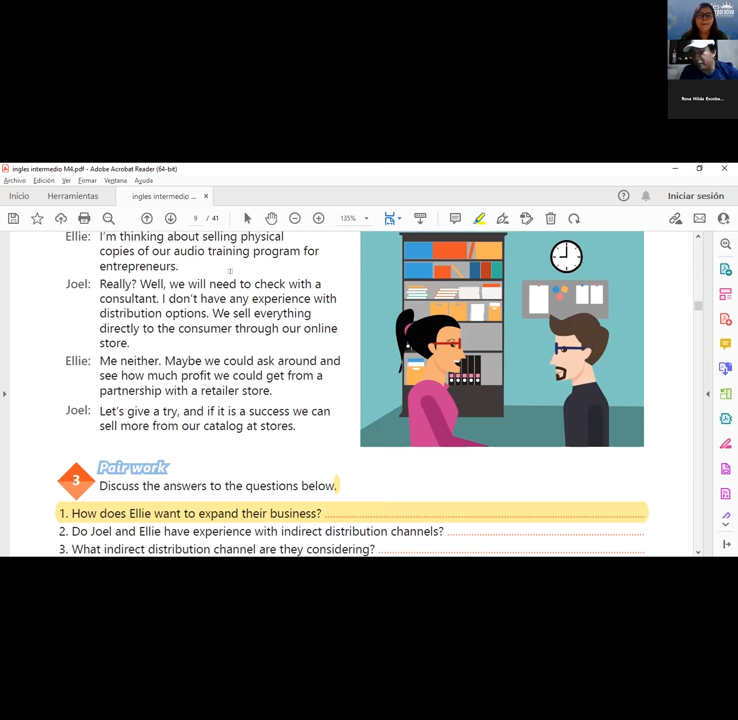 és
corporativo
Rosa Hilda Escobe...
ingles intermedio M4.pdf - Adobe Acrobat Reader (64-bit)
Archivo Edición Ver Firmar Ventana Ayuda
Inicio Herramientas ingles intermedio ... × Iniciar sesión
9 / 41 135%
Ellie: I'm thinking about selling physical
copies of our audio training program for
entrepreneurs.
Joel: Really? Well, we will need to check with a
consultant. I don't have any experience with
distribution options. We sell everything
directly to the consumer through our online
store.
Ellie: Me neither. Maybe we could ask around and
see how much profit we could get from a
partnership with a retailer store.
Joel: Let's give a try, and if it is a success we can
sell more from our catalog at stores.
3 Pair work
Discuss the answers to the questions below.
1. How does Ellie want to expand their business?
2. Do Joel and Ellie have experience with indirect distribution channels?
3. What indirect distribution channel are they considering?